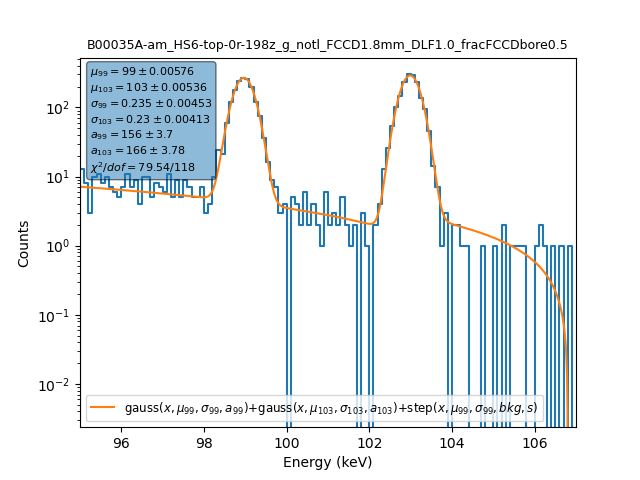 B00035A-am_HS6-top-0r-198z_g_notl_FCCD1.8mm_DLF1.0_fracFCCDbore0.5
μ₉₉ = 99 ± 0.00576
μ₁₀₃ = 103 ± 0.00536
σ₉₉ = 0.235 ± 0.00453
σ₁₀₃ = 0.23 ± 0.00413
a₉₉ = 156 ± 3.7
a₁₀₃ = 166 ± 3.78
χ²/dof = 79.54/118
10²
10¹
10⁰
10⁻¹
10⁻²
Counts
gauss(x, μ₉₉, σ₉₉, a₉₉)+gauss(x, μ₁₀₃, σ₁₀₃, a₁₀₃)+step(x, μ₉₉, σ₉₉, bkg, s)
96 98 100 102 104 106
Energy (keV)